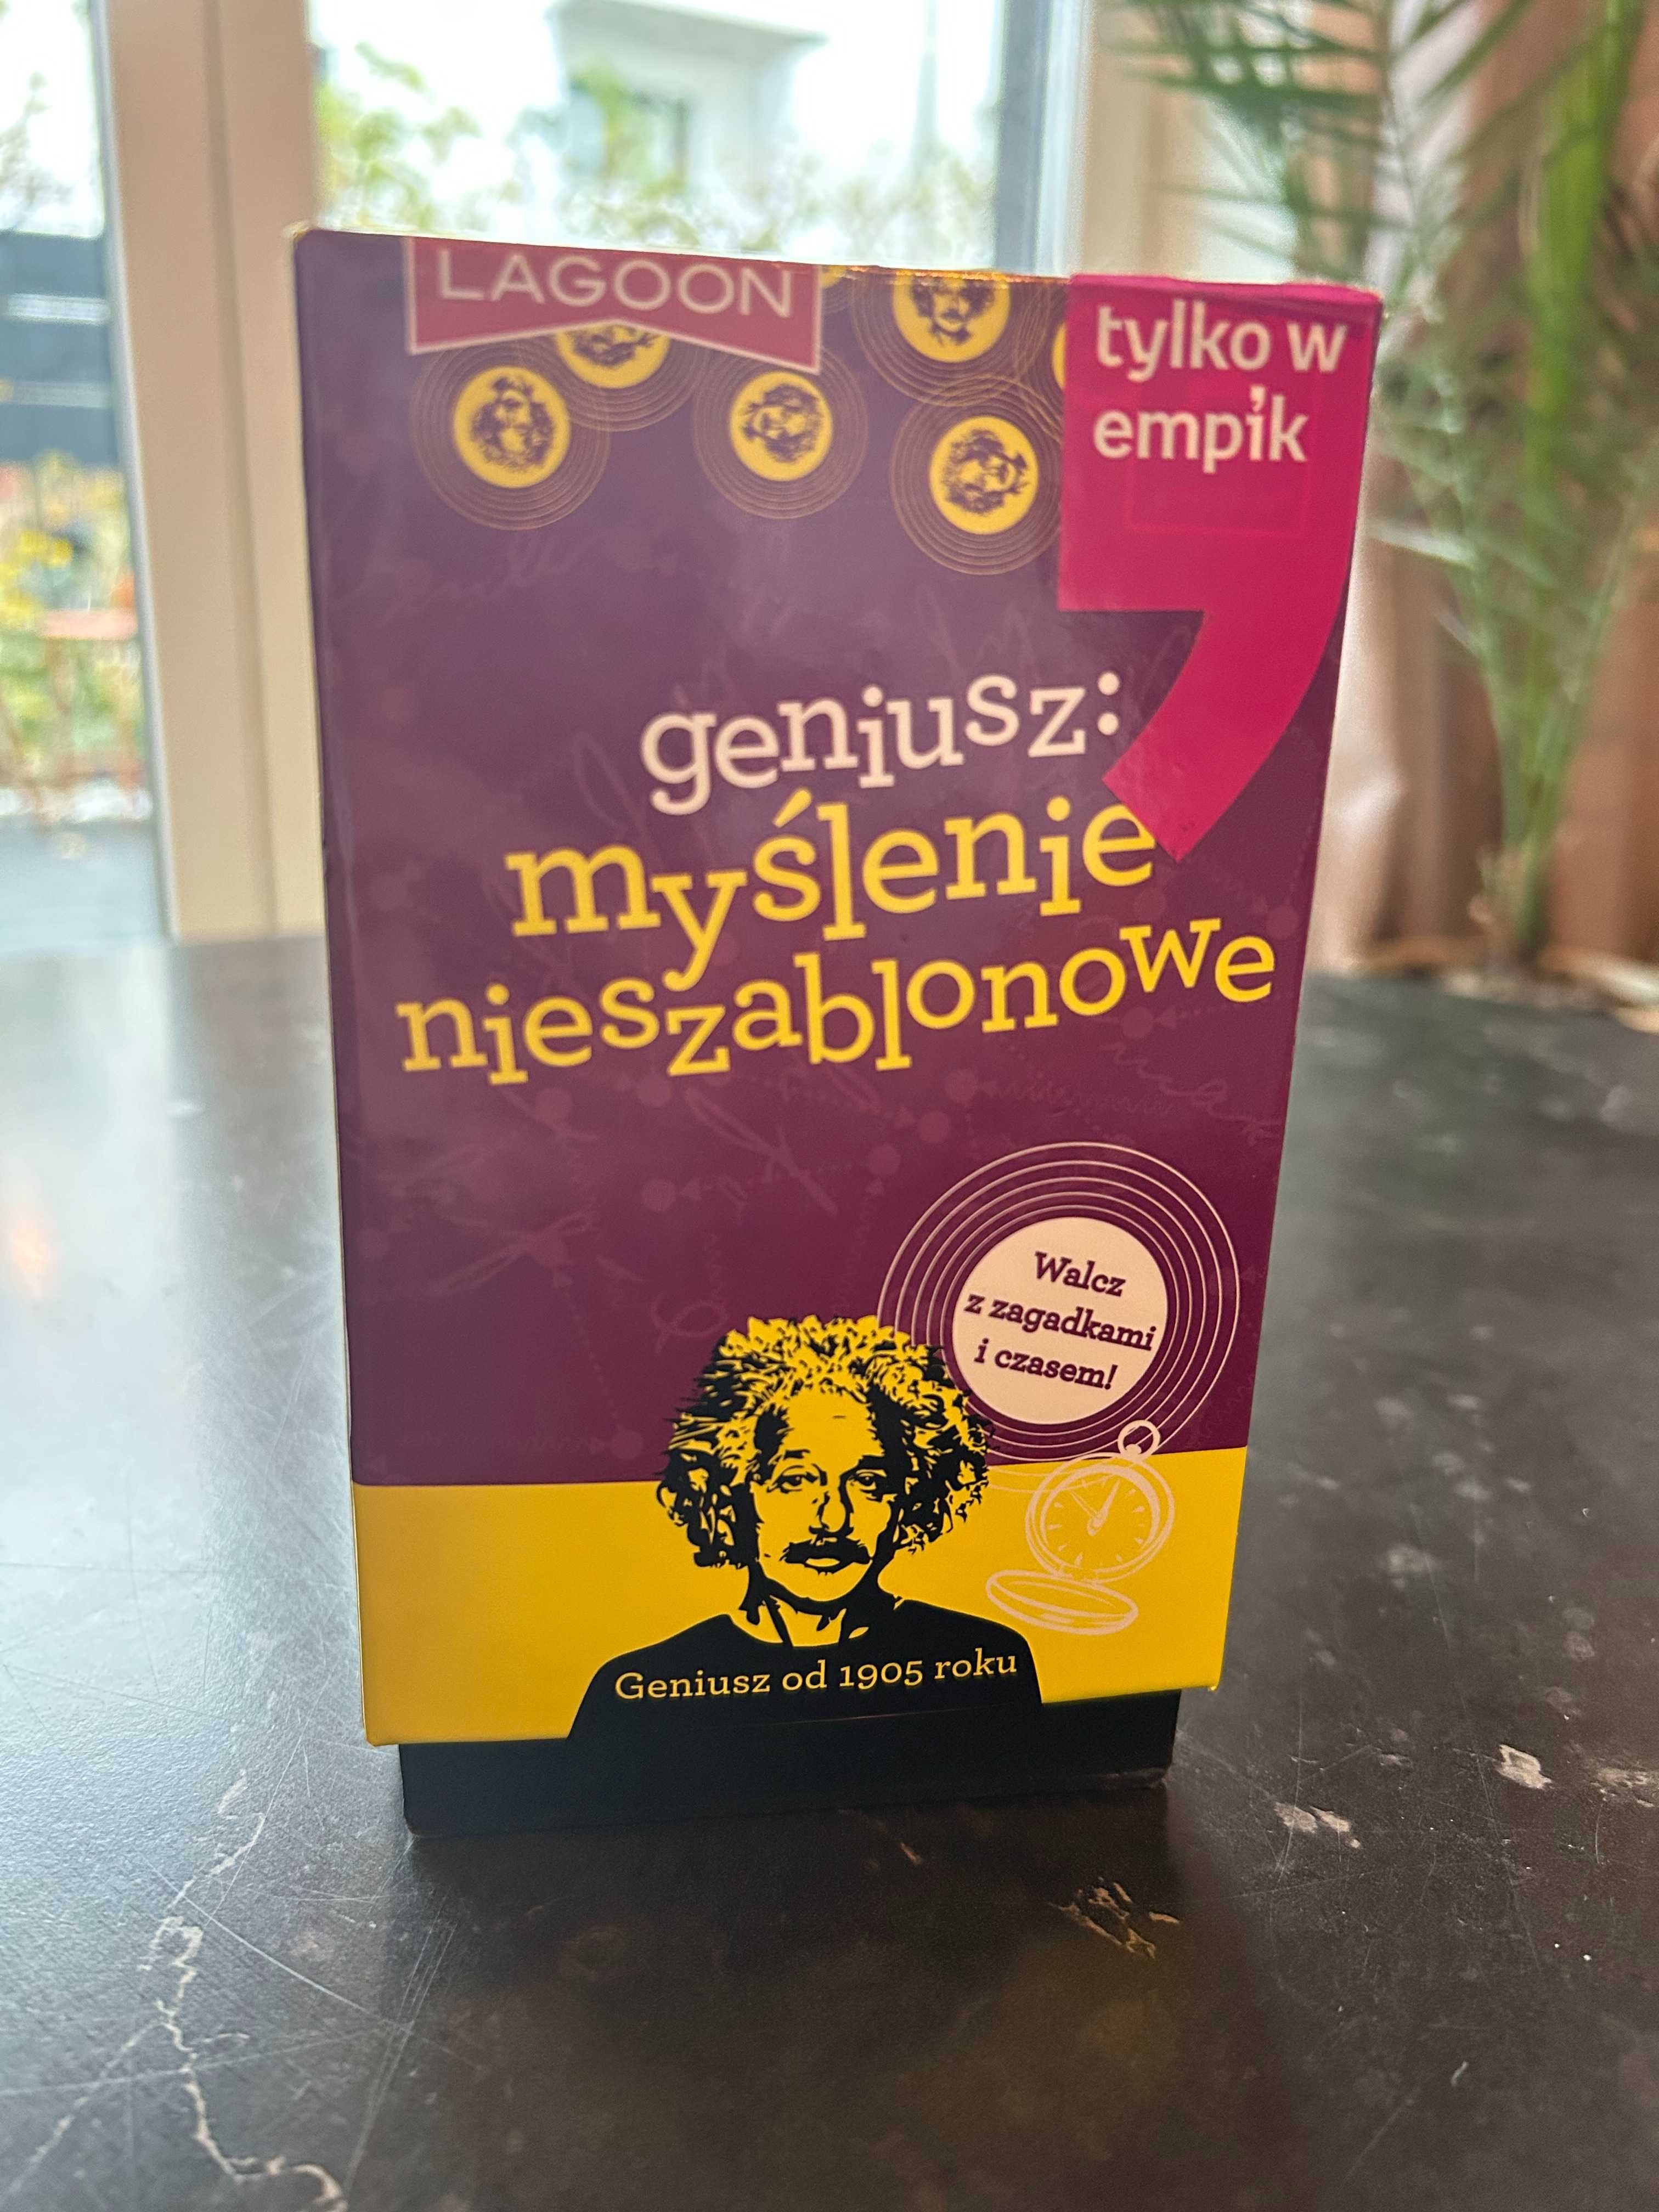 LAGOON
tylko w
empik
geniusz:
myślenie
nieszablonowe
Walcz
z zagadkami
i czasem!
Geniusz od 1905 roku